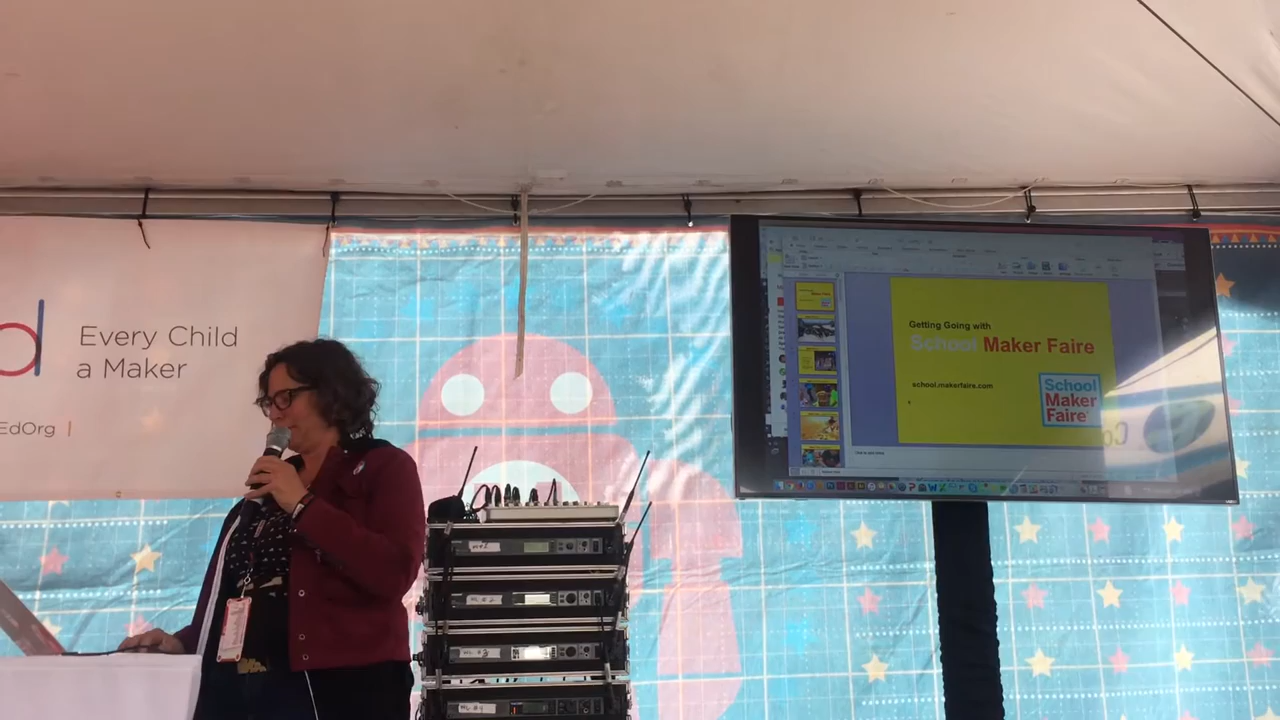 Every Child
a Maker
EdOrg |
Getting Going with
School Maker Faire
school.makerfaire.com
School
Maker
Faire